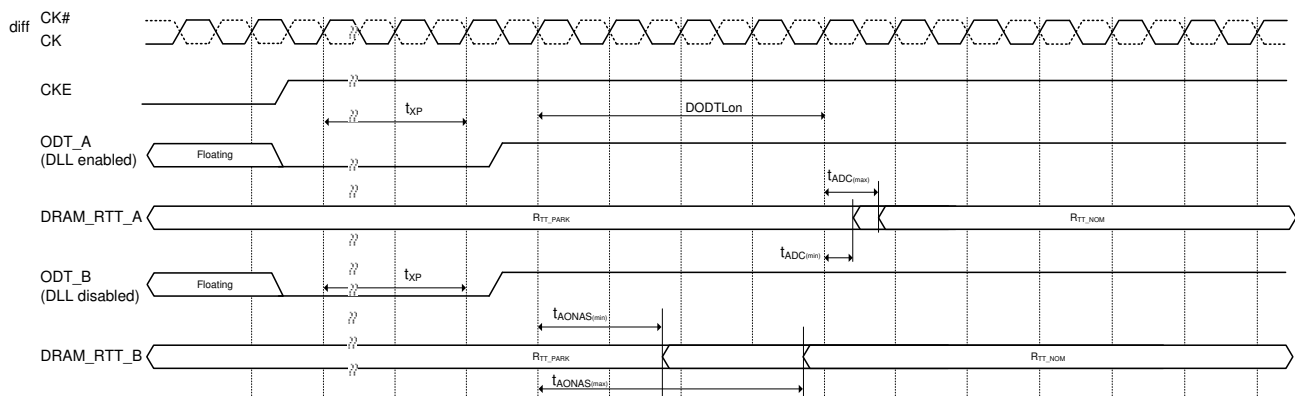 diff CK#
CK
CKE
tXP
DODTLon
ODT_A
(DLL enabled)
Floating
tADC(max)
DRAM_RTT_A
RTT_PARK
RTT_NOM
tADC(min)
ODT_B
(DLL disabled)
Floating
tXP
tAONAS(min)
DRAM_RTT_B
RTT_PARK
RTT_NOM
tAONAS(max)